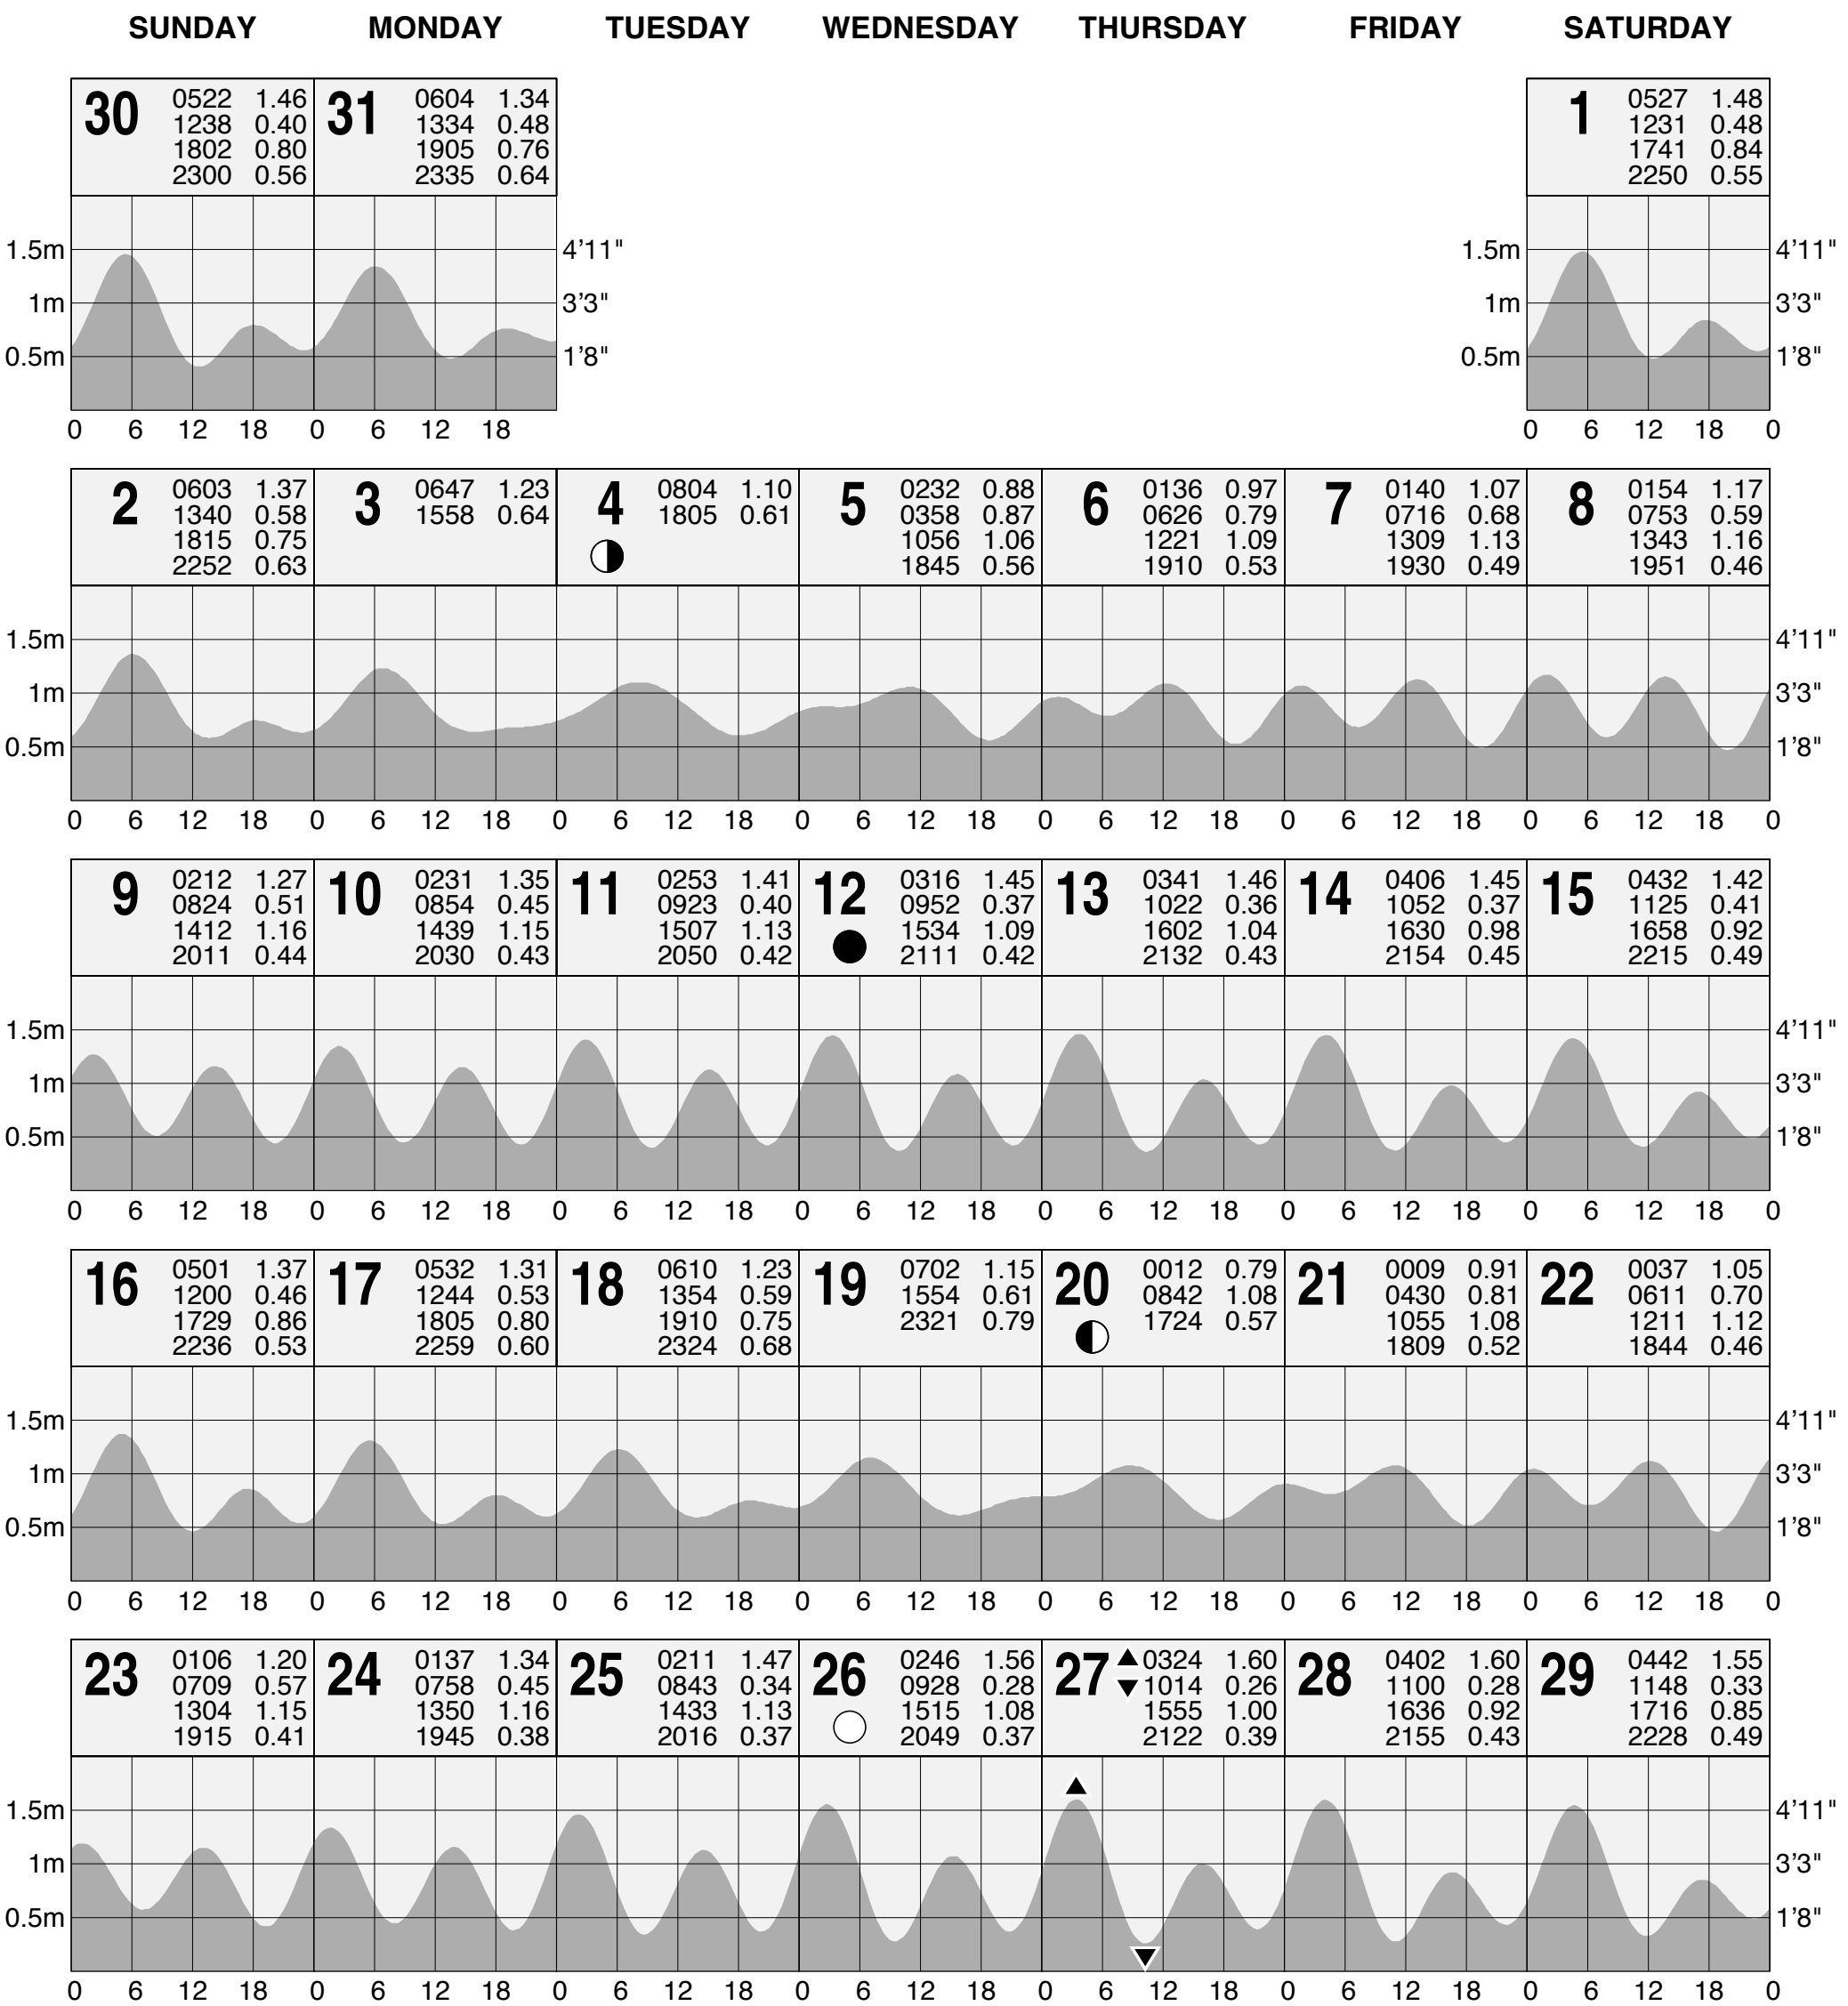 SUNDAY MONDAY TUESDAY WEDNESDAY THURSDAY FRIDAY SATURDAY
30 0522 1.46 31 0604 1.34 1 0527 1.48
1238 0.40 1334 0.48 1231 0.48
1802 0.80 1905 0.76 1741 0.84
2300 0.56 2335 0.64 2250 0.55
1.5m 4'11" 1.5m 4'11"
1m 3'3" 1m 3'3"
0.5m 1'8" 0.5m 1'8"
0 6 12 18 0 6 12 18 0 6 12 18 0
2 0603 1.37 3 0647 1.23 4 0804 1.10 5 0232 0.88 6 0136 0.97 7 0140 1.07 8 0154 1.17
1340 0.58 1558 0.64 1805 0.61 0358 0.87 0626 0.79 0716 0.68 0753 0.59
1815 0.75 1056 1.06 1221 1.09 1309 1.13 1343 1.16
2252 0.63 1845 0.56 1910 0.53 1930 0.49 1951 0.46
1.5m 4'11"
1m 3'3"
0.5m 1'8"
0 6 12 18 0 6 12 18 0 6 12 18 0 6 12 18 0 6 12 18 0 6 12 18 0 6 12 18 0
9 0212 1.27 10 0231 1.35 11 0253 1.41 12 0316 1.45 13 0341 1.46 14 0406 1.45 15 0432 1.42
0824 0.51 0854 0.45 0923 0.40 0952 0.37 1022 0.36 1052 0.37 1125 0.41
1412 1.16 1439 1.15 1507 1.13 1534 1.09 1602 1.04 1630 0.98 1658 0.92
2011 0.44 2030 0.43 2050 0.42 2111 0.42 2132 0.43 2154 0.45 2215 0.49
1.5m 4'11"
1m 3'3"
0.5m 1'8"
0 6 12 18 0 6 12 18 0 6 12 18 0 6 12 18 0 6 12 18 0 6 12 18 0 6 12 18 0
16 0501 1.37 17 0532 1.31 18 0610 1.23 19 0702 1.15 20 0012 0.79 21 0009 0.91 22 0037 1.05
1200 0.46 1244 0.53 1354 0.59 1554 0.61 0842 1.08 0430 0.81 0611 0.70
1729 0.86 1805 0.80 1910 0.75 2321 0.79 1724 0.57 1055 1.08 1211 1.12
2236 0.53 2259 0.60 2324 0.68 1809 0.52 1844 0.46
1.5m 4'11"
1m 3'3"
0.5m 1'8"
0 6 12 18 0 6 12 18 0 6 12 18 0 6 12 18 0 6 12 18 0 6 12 18 0 6 12 18 0
23 0106 1.20 24 0137 1.34 25 0211 1.47 26 0246 1.56 27 0324 1.60 28 0402 1.60 29 0442 1.55
0709 0.57 0758 0.45 0843 0.34 0928 0.28 1014 0.26 1100 0.28 1148 0.33
1304 1.15 1350 1.16 1433 1.13 1515 1.08 1555 1.00 1636 0.92 1716 0.85
1915 0.41 1945 0.38 2016 0.37 2049 0.37 2122 0.39 2155 0.43 2228 0.49
1.5m 4'11"
1m 3'3"
0.5m 1'8"
0 6 12 18 0 6 12 18 0 6 12 18 0 6 12 18 0 6 12 18 0 6 12 18 0 6 12 18 0